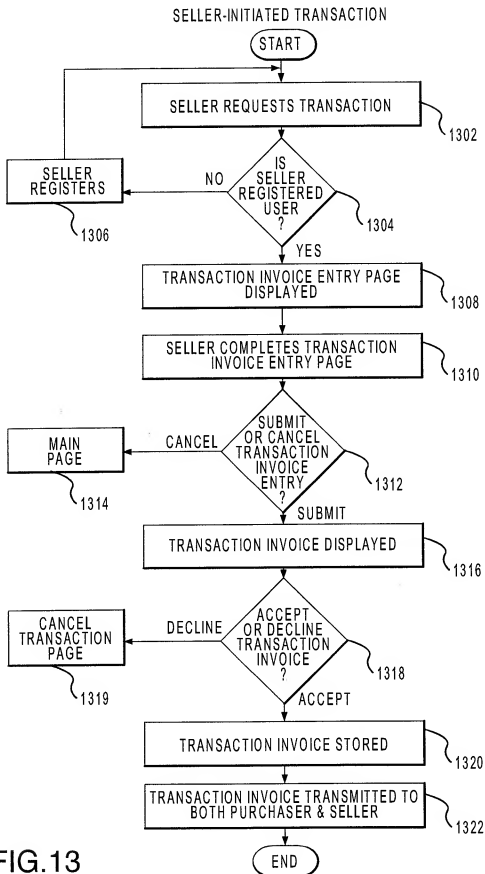 SELLER-INITIATED TRANSACTION
START
SELLER REQUESTS TRANSACTION
1302
IS
SELLER
REGISTERED
USER
?
1304
NO
SELLER
REGISTERS
1306
YES
TRANSACTION INVOICE ENTRY PAGE
DISPLAYED
1308
SELLER COMPLETES TRANSACTION
INVOICE ENTRY PAGE
1310
SUBMIT
OR CANCEL
TRANSACTION
INVOICE
ENTRY
?
1312
CANCEL
MAIN
PAGE
1314
SUBMIT
TRANSACTION INVOICE DISPLAYED
1316
ACCEPT
OR DECLINE
TRANSACTION
INVOICE
?
1318
DECLINE
CANCEL
TRANSACTION
PAGE
1319
ACCEPT
TRANSACTION INVOICE STORED
1320
TRANSACTION INVOICE TRANSMITTED TO
BOTH PURCHASER & SELLER
1322
END
FIG.13